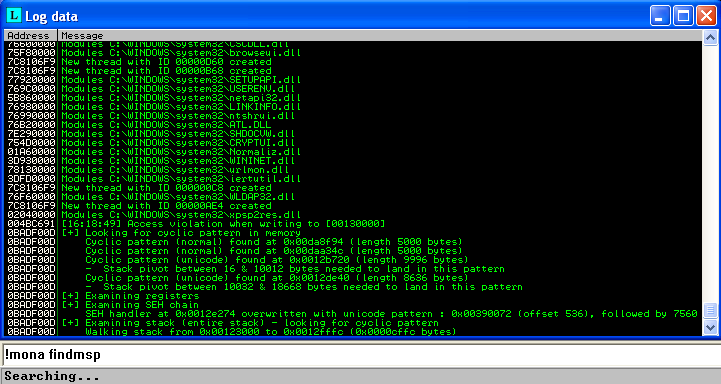 L Log data
Address Message
76600000 Modules C:\WINDOWS\System32\CSCDLL.dll
75F80000 Modules C:\WINDOWS\system32\browseui.dll
7C8106F9 New thread with ID 00000D60 created
7C8106F9 New thread with ID 00000B68 created
77920000 Modules C:\WINDOWS\system32\SETUPAPI.dll
769C0000 Modules C:\WINDOWS\system32\USERENV.dll
5B860000 Modules C:\WINDOWS\system32\netapi32.dll
76980000 Modules C:\WINDOWS\system32\LINKINFO.dll
76990000 Modules C:\WINDOWS\system32\ntshrui.dll
76B20000 Modules C:\WINDOWS\system32\ATL.DLL
7E290000 Modules C:\WINDOWS\system32\SHDOCVW.dll
754D0000 Modules C:\WINDOWS\system32\CRYPTUI.dll
01A60000 Modules C:\WINDOWS\system32\Normaliz.dll
3D930000 Modules C:\WINDOWS\system32\WININET.dll
78130000 Modules C:\WINDOWS\system32\urlmon.dll
3DFD0000 Modules C:\WINDOWS\system32\iertutil.dll
7C8106F9 New thread with ID 000000C8 created
76F60000 Modules C:\WINDOWS\system32\WLDAP32.dll
7C8106F9 New thread with ID 00000AE4 created
02040000 Modules C:\WINDOWS\system32\xpsp2res.dll
004BC691 [16:18:49] Access violation when writing to [00130000]
0BADF00D [+] Looking for cyclic pattern in memory
0BADF00D Cyclic pattern (normal) found at 0x00da8f94 (length 5000 bytes)
0BADF00D Cyclic pattern (normal) found at 0x00daa34c (length 5000 bytes)
0BADF00D Cyclic pattern (unicode) found at 0x0012b720 (length 9996 bytes)
0BADF00D - Stack pivot between 16 & 10012 bytes needed to land in this pattern
0BADF00D Cyclic pattern (unicode) found at 0x0012de40 (length 8636 bytes)
0BADF00D - Stack pivot between 10032 & 18668 bytes needed to land in this pattern
0BADF00D [+] Examining registers
0BADF00D [+] Examining SEH chain
0BADF00D SEH handler at 0x0012e274 overwritten with unicode pattern : 0x00390072 (offset 536), followed by 7560
0BADF00D [+] Examining stack (entire stack) - looking for cyclic pattern
0BADF00D Walking stack from 0x00123000 to 0x0012fffc (0x0000cffc bytes)
!mona findmsp
Searching...